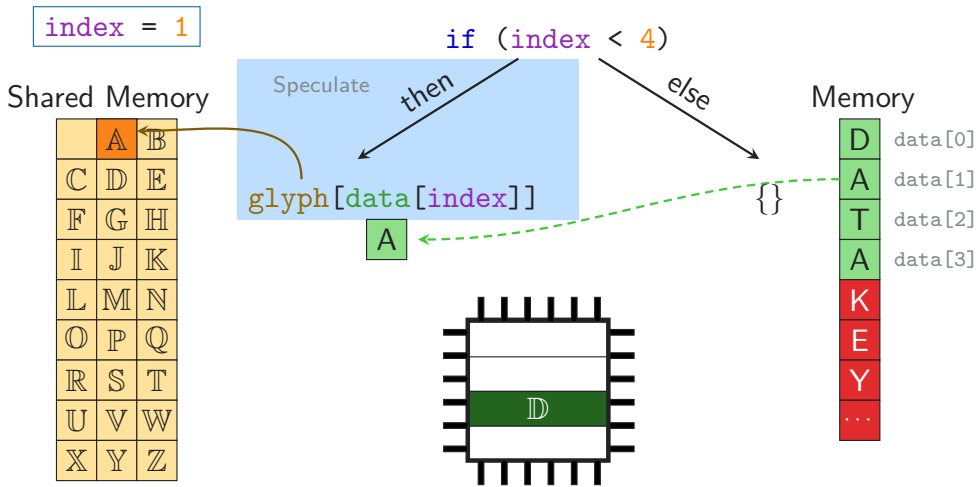 index = 1
if (index < 4)
Speculate
then
else
Shared Memory
Memory
𝔸 𝔹
ℂ 𝔻 𝔼
𝔽 𝔾 ℍ
𝕀 𝕁 𝕂
𝕃 𝕄 ℕ
𝕆 ℙ ℚ
ℝ 𝕊 𝕋
𝕌 𝕍 𝕎
𝕏 𝕐 ℤ
glyph[data[index]]
A
{}
𝔻
D data[0]
A data[1]
T data[2]
A data[3]
K
E
Y
...